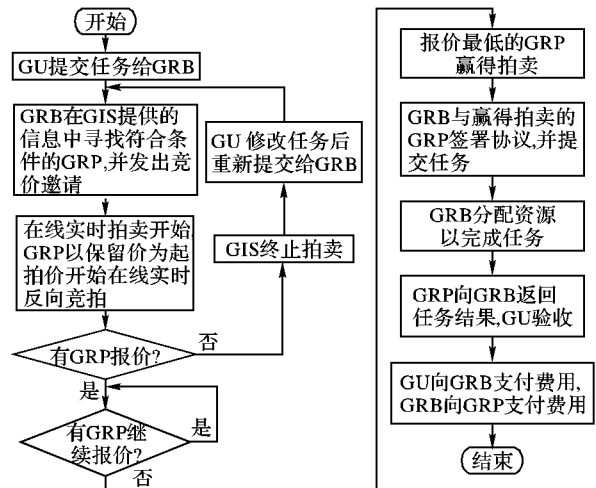 开始
GU提交任务给GRB
GRB在GIS提供的
信息中寻找符合条
件的GRP,并发出竞
价邀请
在线实时拍卖开始,
GRP以保留价为起
拍价开始在线实时
反向竞拍
有GRP报价?
否
是
有GRP继
续报价?
是
否
GIS终止拍卖
GU 修改任务后
重新提交给GRB
报价最低的GRP
赢得拍卖
GRB与赢得拍卖的
GRP签署协议,并提
交任务
GRB分配资源
以完成任务
GRP向GRB返回
任务结果,GU验收
GU向GRB支付费用,
GRB向GRP支付费用
结束